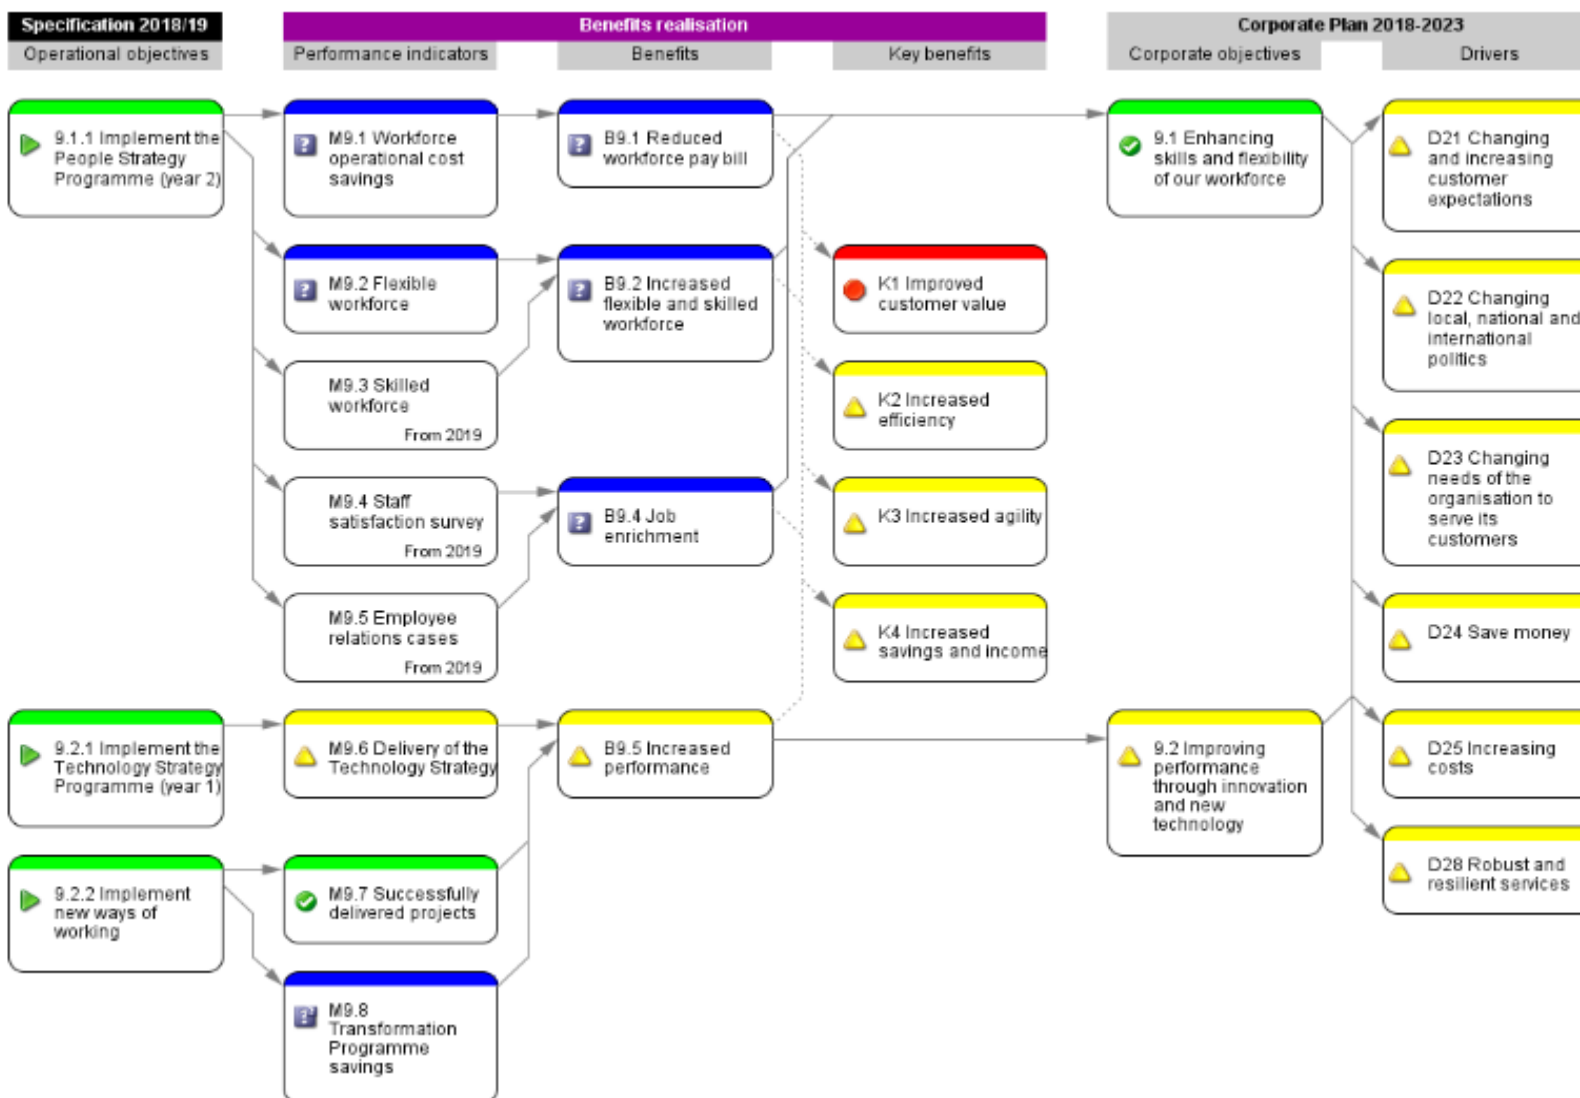 Specification 2018/19
Benefits realisation
Corporate Plan 2018-2023
Operational objectives
Performance indicators
Benefits
Key benefits
Corporate objectives
Drivers
9.1.1 Implement the
People Strategy
Programme (year 2)
9.2.1 Implement the
Technology Strategy
Programme (year 1)
9.2.2 Implement
new ways of
working
M9.1 Workforce
operational cost
savings
M9.2 Flexible
workforce
M9.3 Skilled
workforce
From 2019
M9.4 Staff
satisfaction survey
From 2019
M9.5 Employee
relations cases
From 2019
M9.6 Delivery of the
Technology Strategy
M9.7 Successfully
delivered projects
M9.8
Transformation
Programme
savings
B9.1 Reduced
workforce pay bill
B9.2 Increased
flexible and skilled
workforce
B9.4 Job
enrichment
B9.5 Increased
performance
K1 Improved
customer value
K2 Increased
efficiency
K3 Increased agility
K4 Increased
savings and income
9.1 Enhancing
skills and flexibility
of our workforce
9.2 Improving
performance
through innovation
and new
technology
D21 Changing
and increasing
customer
expectations
D22 Changing
local, national and
international
politics
D23 Changing
needs of the
organisation to
serve its
customers
D24 Save money
D25 Increasing
costs
D28 Robust and
resilient services